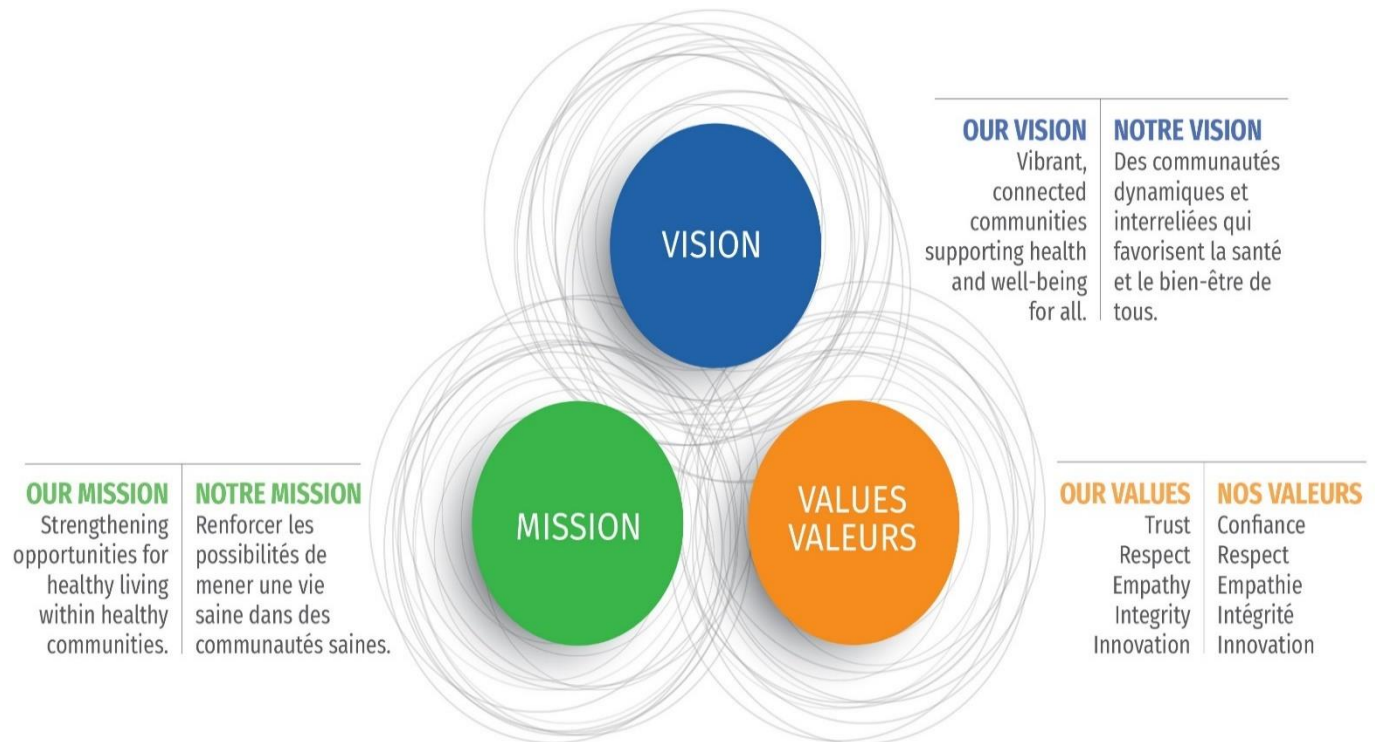 VISION
OUR VISION
Vibrant,
connected
communities
supporting health
and well-being
for all.
NOTRE VISION
Des communautés
dynamiques et
interreliées qui
favorisent la santé
et le bien-être de
tous.
OUR MISSION
Strengthening
opportunities for
healthy living
within healthy
communities.
NOTRE MISSION
Renforcer les
possibilités de
mener une vie
saine dans des
communautés saines.
MISSION
VALUES
VALEURS
OUR VALUES
Trust
Respect
Empathy
Integrity
Innovation
NOS VALEURS
Confiance
Respect
Empathie
Intégrité
Innovation